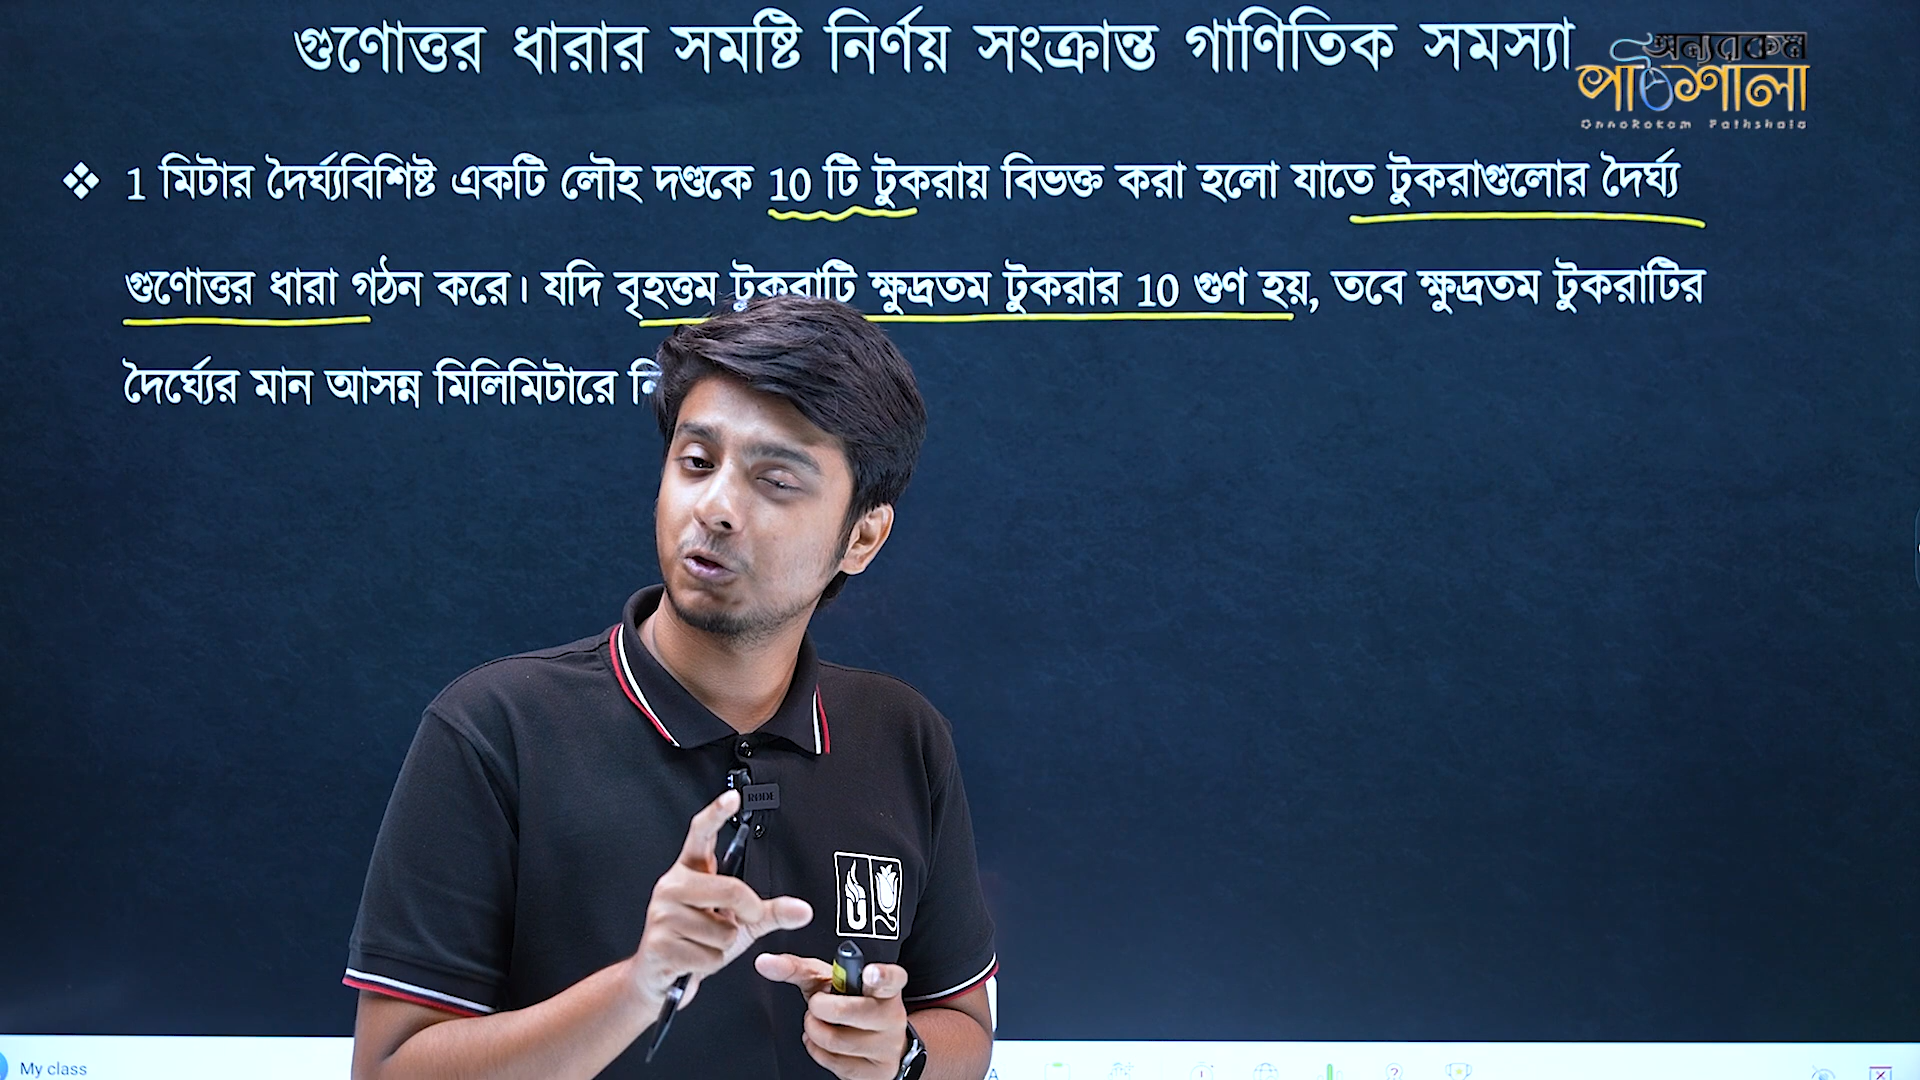 গুণোত্তর ধারার সমষ্টি নির্ণয় সংক্রান্ত গাণিতিক সমস্যা
অন্যরকম
পাঠশালা
OnnoRokom Pathshala
❖ 1 মিটার দৈর্ঘ্যবিশিষ্ট একটি লৌহ দণ্ডকে 10 টি টুকরায় বিভক্ত করা হলো যাতে টুকরাগুলোর দৈর্ঘ্য
গুণোত্তর ধারা গঠন করে। যদি বৃহত্তম টুকরাটি ক্ষুদ্রতম টুকরার 10 গুণ হয়, তবে ক্ষুদ্রতম টুকরাটির
দৈর্ঘ্যের মান আসন্ন মিলিমিটারে
RØDE
My class